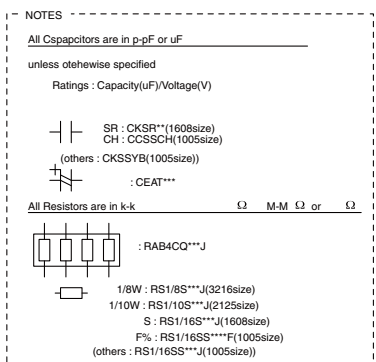 NOTES
All Cspapcitors are in p-pF or uF
unless otehewise specified
Ratings : Capacity(uF)/Voltage(V)
SR : CKSR**(1608size)
CH : CCSSCH(1005size)
(others : CKSSYB(1005size))
: CEAT***
All Resistors are in k-k Ω M-M Ω or Ω
: RAB4CQ***J
1/8W : RS1/8S***J(3216size)
1/10W : RS1/10S***J(2125size)
S : RS1/16S***J(1608size)
F% : RS1/16SS****F(1005size)
(others : RS1/16SS***J(1005size))